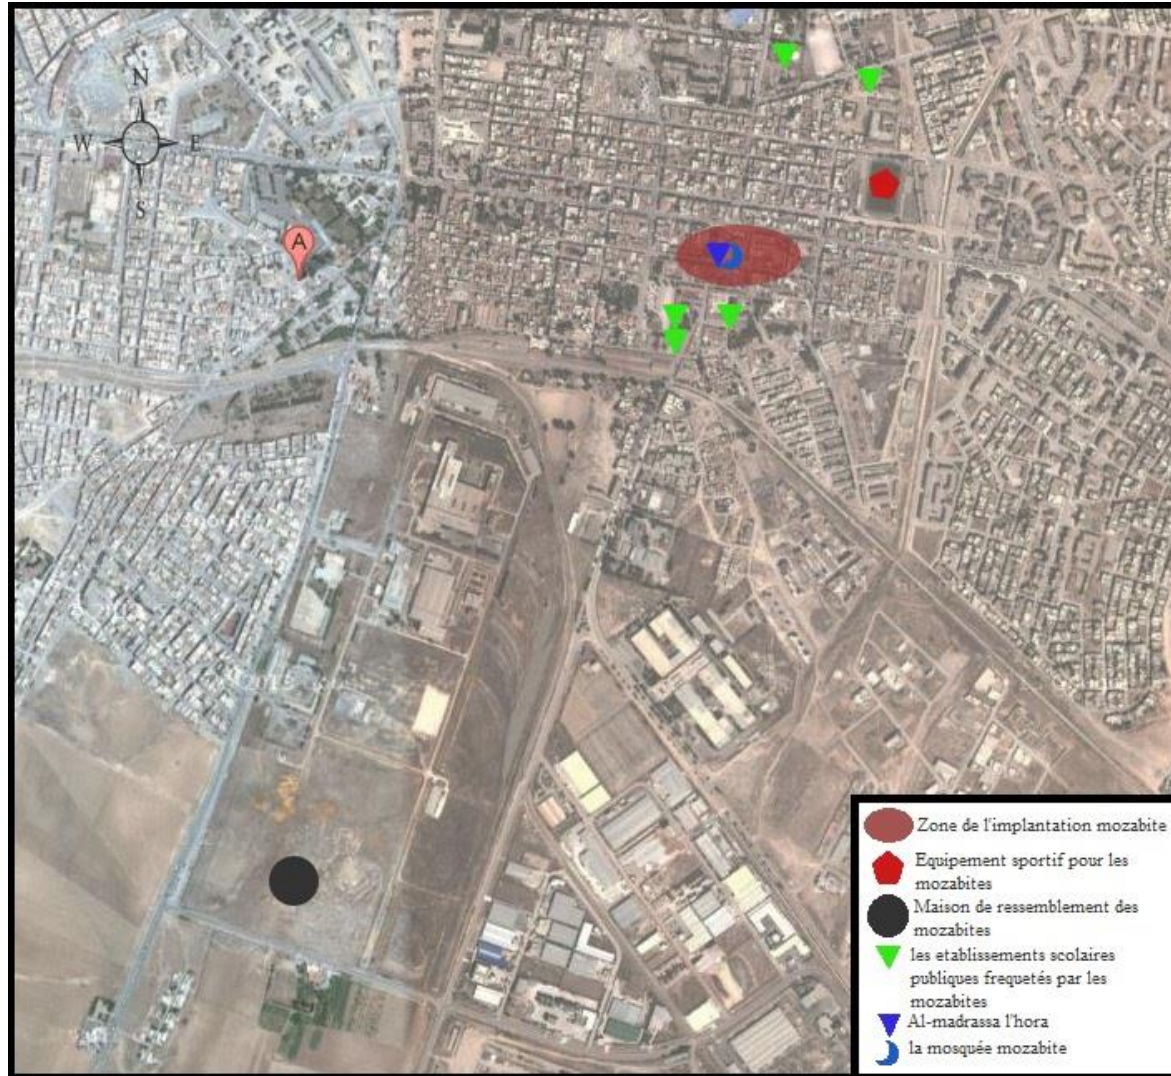 N
W E
S
A
Zone de l'implantation mozabite
Equipement sportif pour les
mozabites
Maison de ressemblement des
mozabites
les etablissements scolaires
publiques frequetés par les
mozabites
Al-madrassa l'hora
la mosquée mozabite